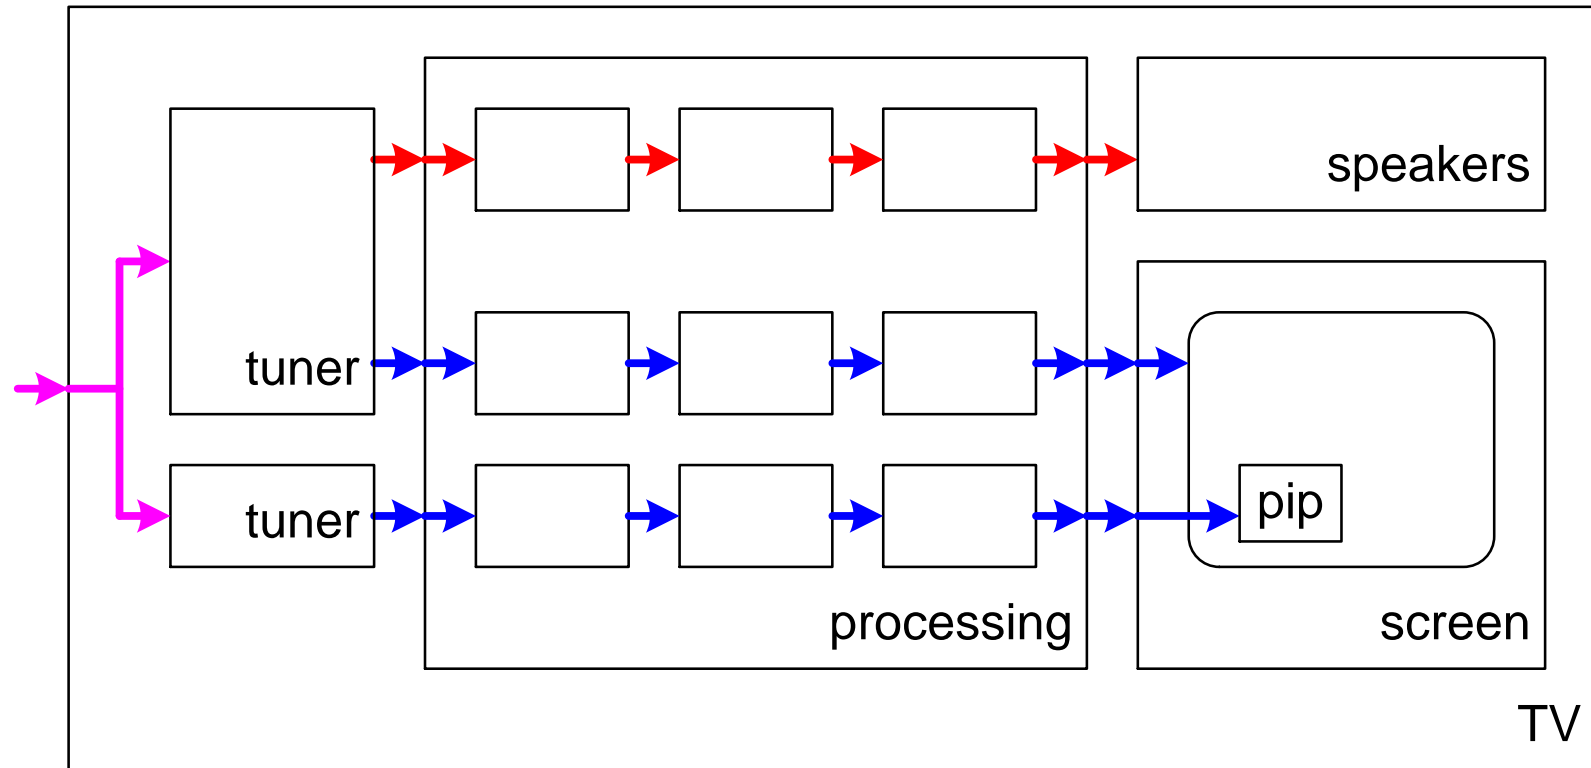 speakers
tuner
tuner
pip
processing
screen
TV